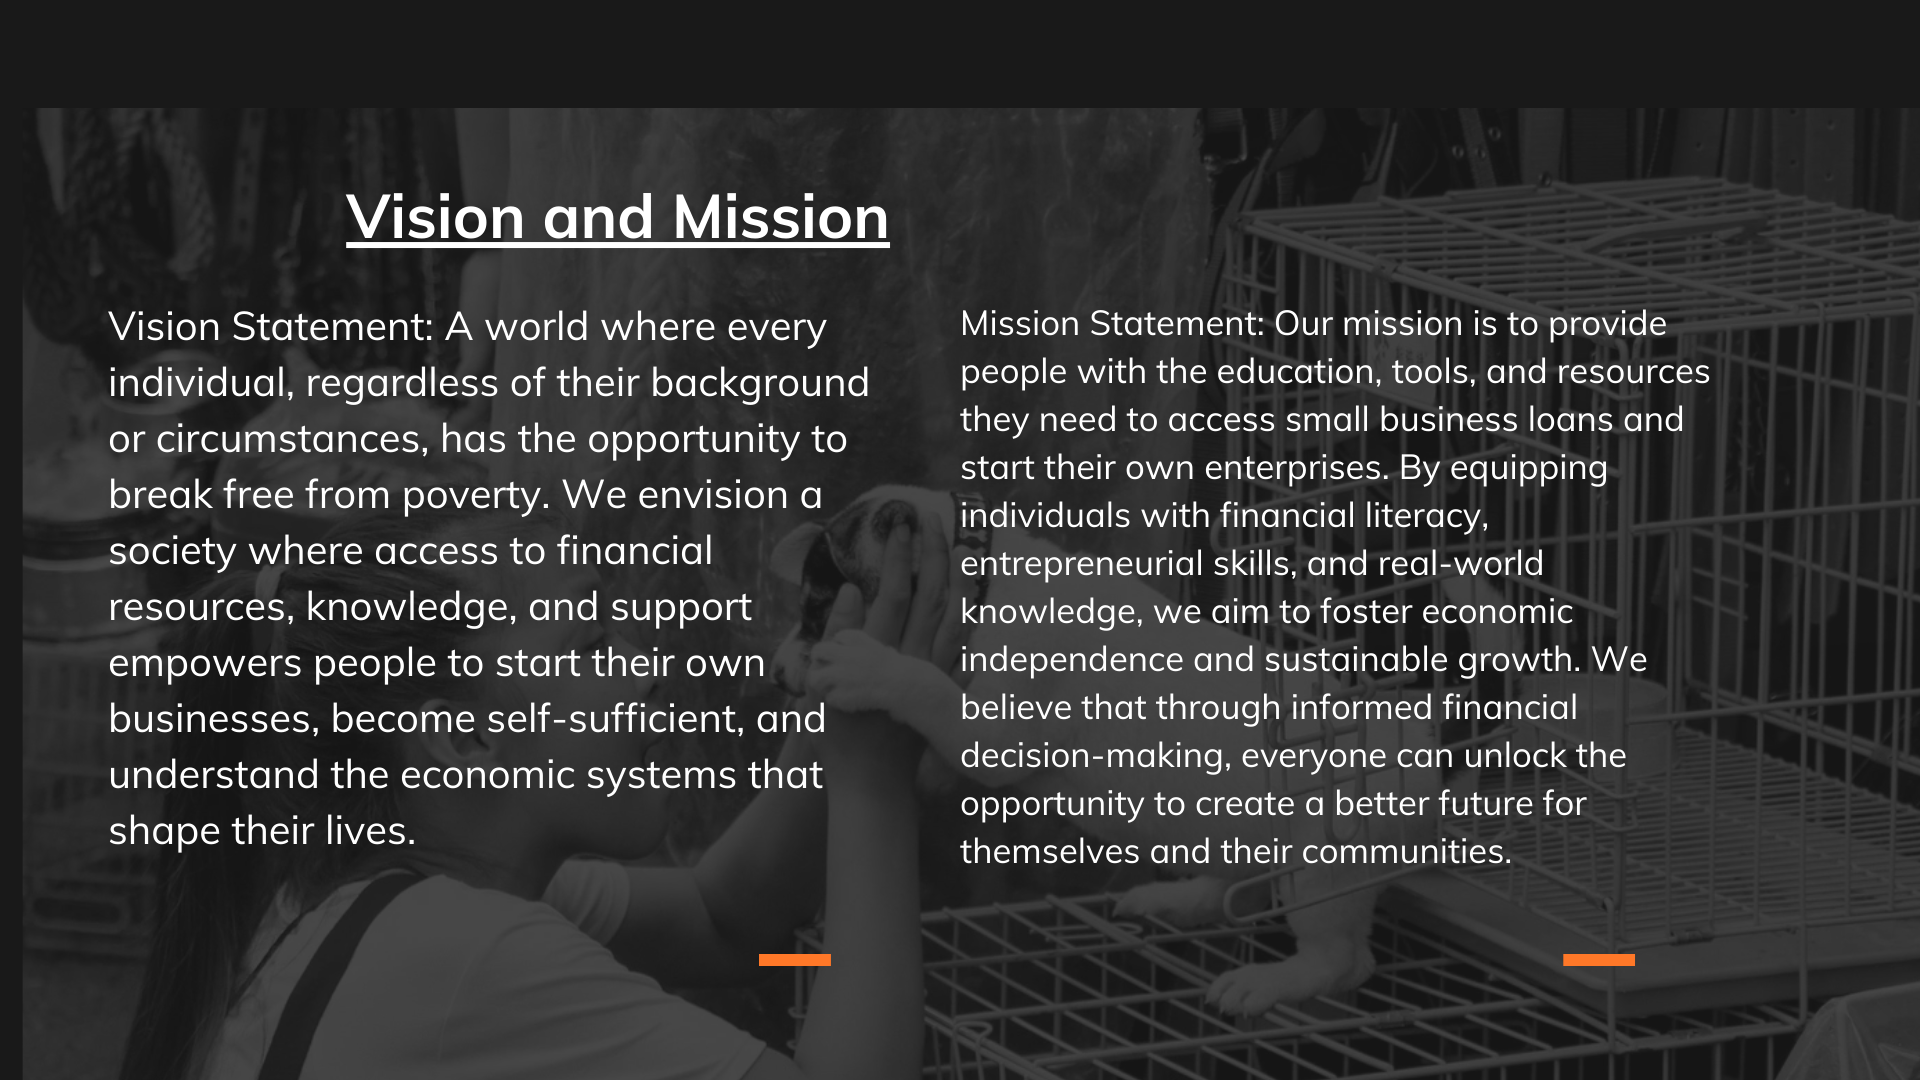 Vision and Mission
Vision Statement: A world where every
individual, regardless of their background
or circumstances, has the opportunity to
break free from poverty. We envision a
society where access to financial
resources, knowledge, and support
empowers people to start their own
businesses, become self-sufficient, and
understand the economic systems that
shape their lives.
Mission Statement: Our mission is to provide
people with the education, tools, and resources
they need to access small business loans and
start their own enterprises. By equipping
individuals with financial literacy,
entrepreneurial skills, and real-world
knowledge, we aim to foster economic
independence and sustainable growth. We
believe that through informed financial
decision-making, everyone can unlock the
opportunity to create a better future for
themselves and their communities.